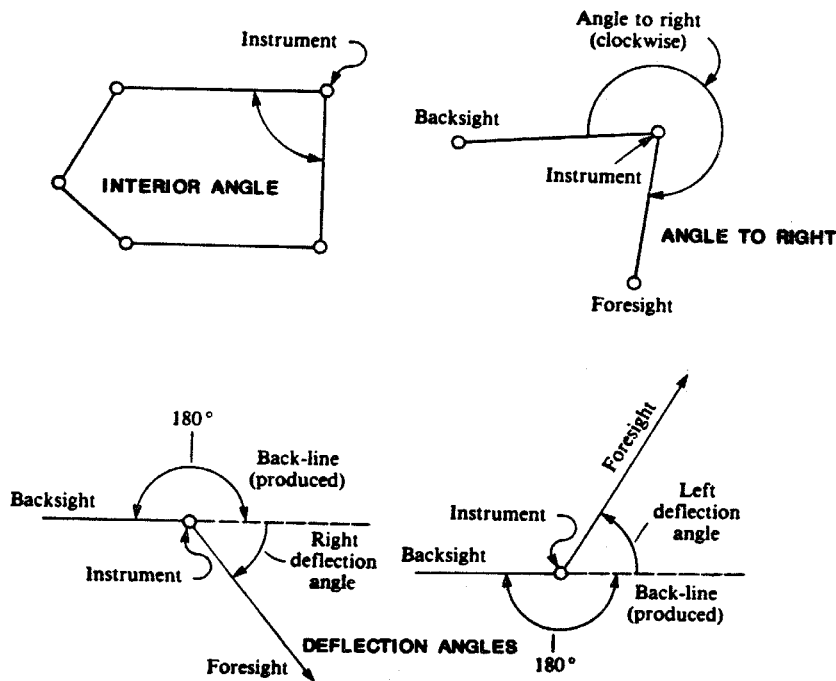 Instrument
INTERIOR ANGLE
Angle to right
(clockwise)
Backsight
Instrument
ANGLE TO RIGHT
Foresight
180°
Back-line
(produced)
Backsight
Right
deflection
angle
Instrument
Foresight
Foresight
Left
deflection
angle
Instrument
Backsight
Back-line
(produced)
180°
DEFLECTION ANGLES